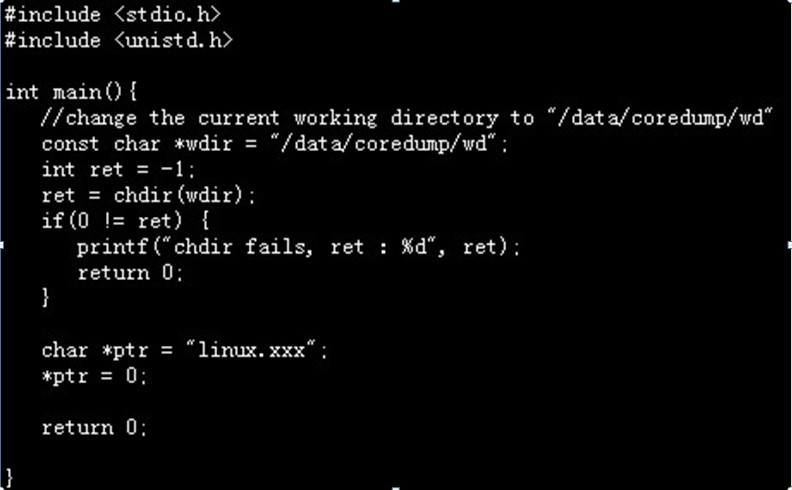 #include <stdio.h>
#include <unistd.h>
int main(){
//change the current working directory to "/data/coredump/wd"
const char *wdir = "/data/coredump/wd";
int ret = -1;
ret = chdir(wdir);
if(0 != ret) {
printf("chdir fails, ret : %d", ret);
return 0;
}
char *ptr = "linux.xxx";
*ptr = 0;
return 0;
}